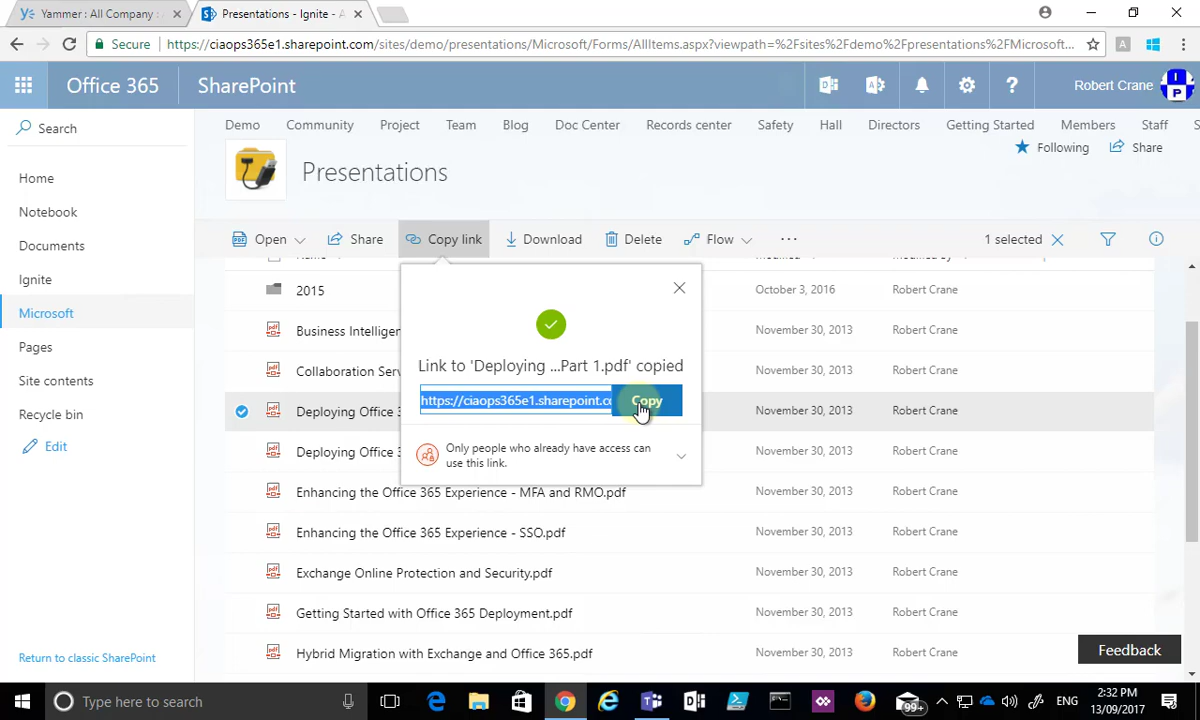 Yammer : All Company :
Presentations - Ignite - A
Secure
https://ciaops365e1.sharepoint.com/sites/demo/presentations/Microsoft/Forms/AllItems.aspx?viewpath=%2Fsites%2Fdemo%2Fpresentations%2FMicrosoft...
Office 365
SharePoint
Robert Crane
Search
Demo
Community
Project
Team
Blog
Doc Center
Records center
Safety
Hall
Directors
Getting Started
Members
Staff
S
Following
Share
Presentations
Home
Notebook
Documents
Ignite
Microsoft
Pages
Site contents
Recycle bin
Edit
Return to classic SharePoint
Open
Share
Copy link
Download
Delete
Flow
...
1 selected
2015
October 3, 2016
Robert Crane
Business Intelligen
November 30, 2013
Robert Crane
Collaboration Serv
November 30, 2013
Robert Crane
Deploying Office 3
November 30, 2013
Robert Crane
Deploying Office 3
November 30, 2013
Robert Crane
Enhancing the Office 365 Experience - MFA and RMO.pdf
November 30, 2013
Robert Crane
Enhancing the Office 365 Experience - SSO.pdf
November 30, 2013
Robert Crane
Exchange Online Protection and Security.pdf
November 30, 2013
Robert Crane
Getting Started with Office 365 Deployment.pdf
November 30, 2013
Robert Crane
Hybrid Migration with Exchange and Office 365.pdf
November 30, 2013
Robert Crane
Link to 'Deploying ...Part 1.pdf' copied
https://ciaops365e1.sharepoint.co
Copy
Only people who already have access can
use this link.
Feedback
Type here to search
99+
ENG
2:32 PM
13/09/2017